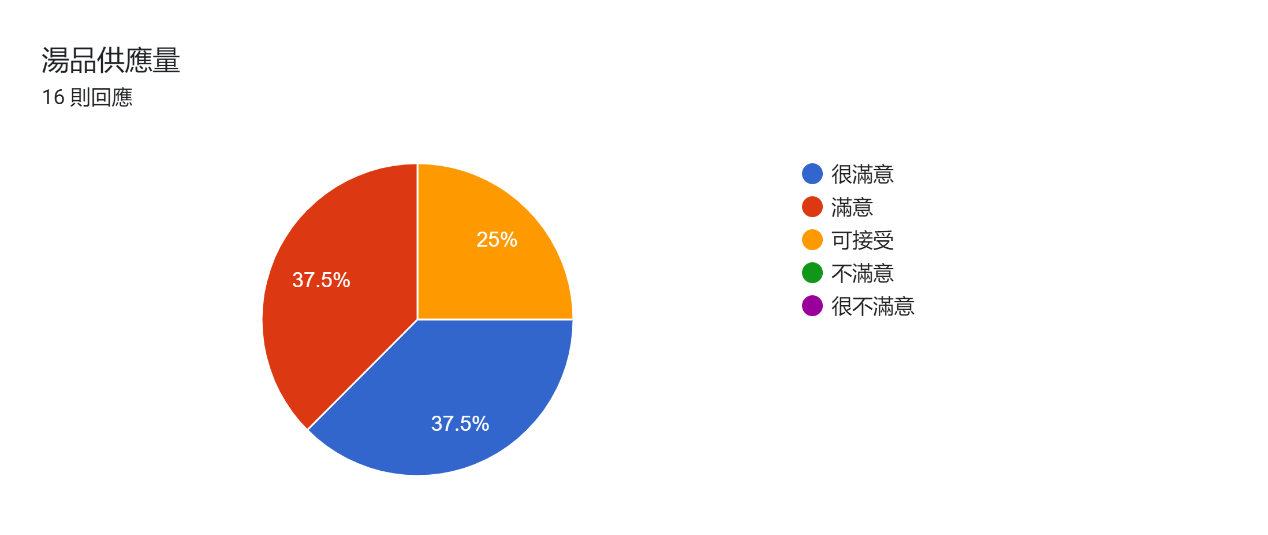 湯品供應量
16 則回應
25%
37.5%
37.5%
很滿意
滿意
可接受
不滿意
很不滿意